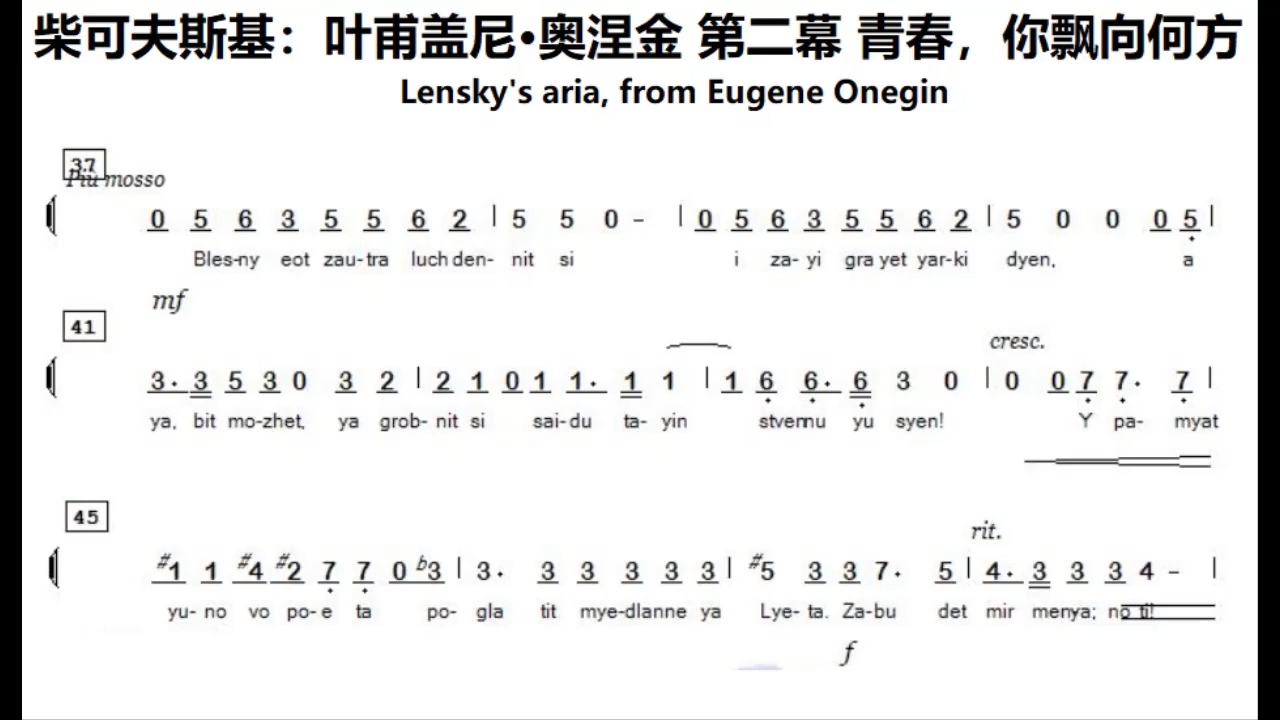 柴可夫斯基：叶甫盖尼•奥涅金 第二幕 青春，你飘向何方
Lensky's aria, from Eugene Onegin
37
Più mosso
0 5 6 3 5 5 6 2 | 5 5 0 - | 0 5 6 3 5 5 6 2 | 5 0 0 0 5 |
Bles-ny eot zau-tra luch den- nit si i za- yi gra yet yar-ki dyen, a
mf
41
cresc.
3. 3 5 3 0 3 2 | 2 1 0 1 1. 1 1 | 1 6 6. 6 3 0 | 0 0 7 7. 7 |
ya, bit mo-zhet, ya grob- nit si sai-du ta- yin stvennu yu syen! Y pa- myat
45
rit.
#1 1 #4 #2 7 7 0 b3 | 3. 3 3 3 3 3 | #5 3 3 7. 5 | 4. 3 3 3 4 - |
yu- no vo po-e ta po- gla tit mye-dlanne ya Lye- ta. Za-bu det mir menya; no ti!
f